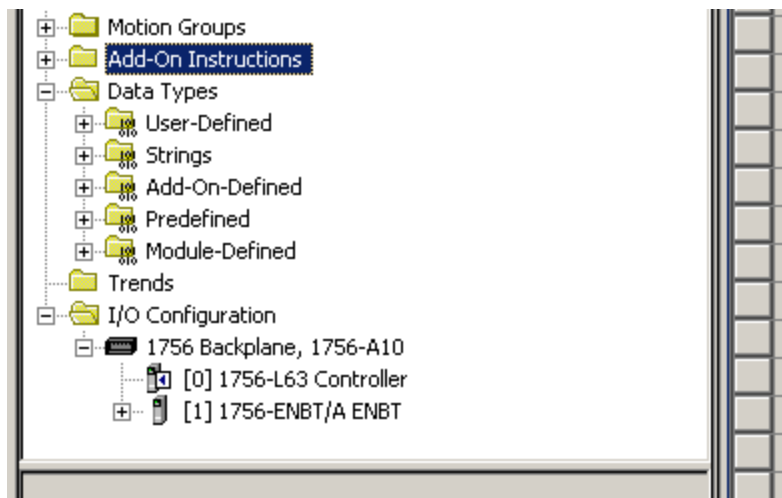 Motion Groups
Add-On Instructions
Data Types
User-Defined
Strings
Add-On-Defined
Predefined
Module-Defined
Trends
I/O Configuration
1756 Backplane, 1756-A10
[0] 1756-L63 Controller
[1] 1756-ENBT/A ENBT